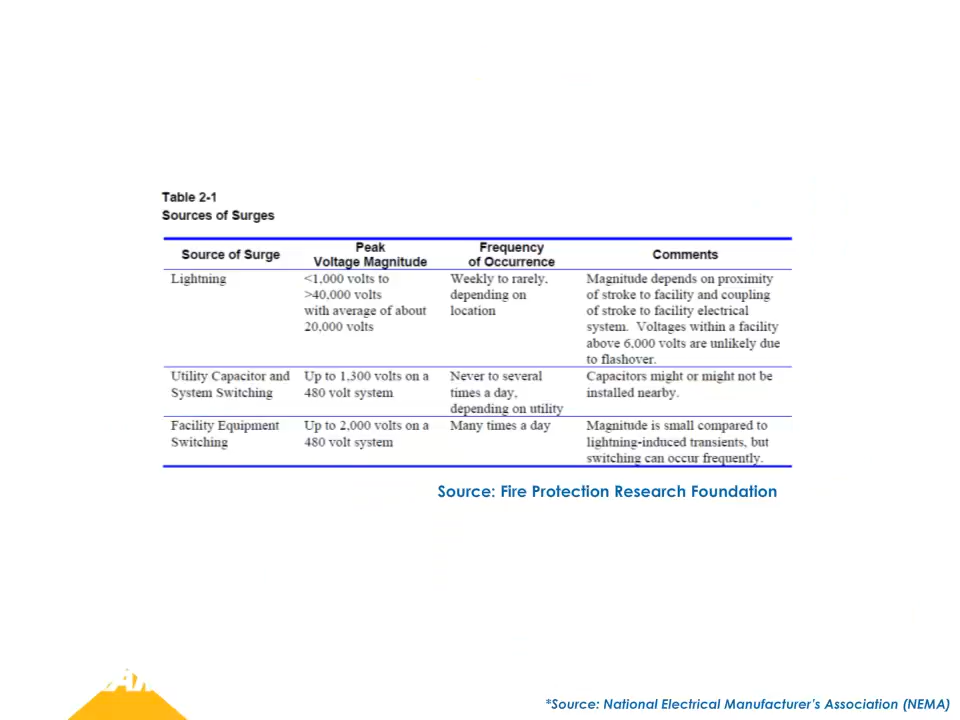 Table 2-1
Sources of Surges
Source of Surge
Peak
Voltage Magnitude
Frequency
of Occurrence
Comments
Lightning
<1,000 volts to
>40,000 volts
with average of about
20,000 volts
Weekly to rarely,
depending on
location
Magnitude depends on proximity
of stroke to facility and coupling
of stroke to facility electrical
system. Voltages within a facility
above 6,000 volts are unlikely due
to flashover.
Utility Capacitor and
System Switching
Up to 1,300 volts on a
480 volt system
Never to several
times a day,
depending on utility
Capacitors might or might not be
installed nearby.
Facility Equipment
Switching
Up to 2,000 volts on a
480 volt system
Many times a day
Magnitude is small compared to
lightning-induced transients, but
switching can occur frequently.
Source: Fire Protection Research Foundation
*Source: National Electrical Manufacturer's Association (NEMA)